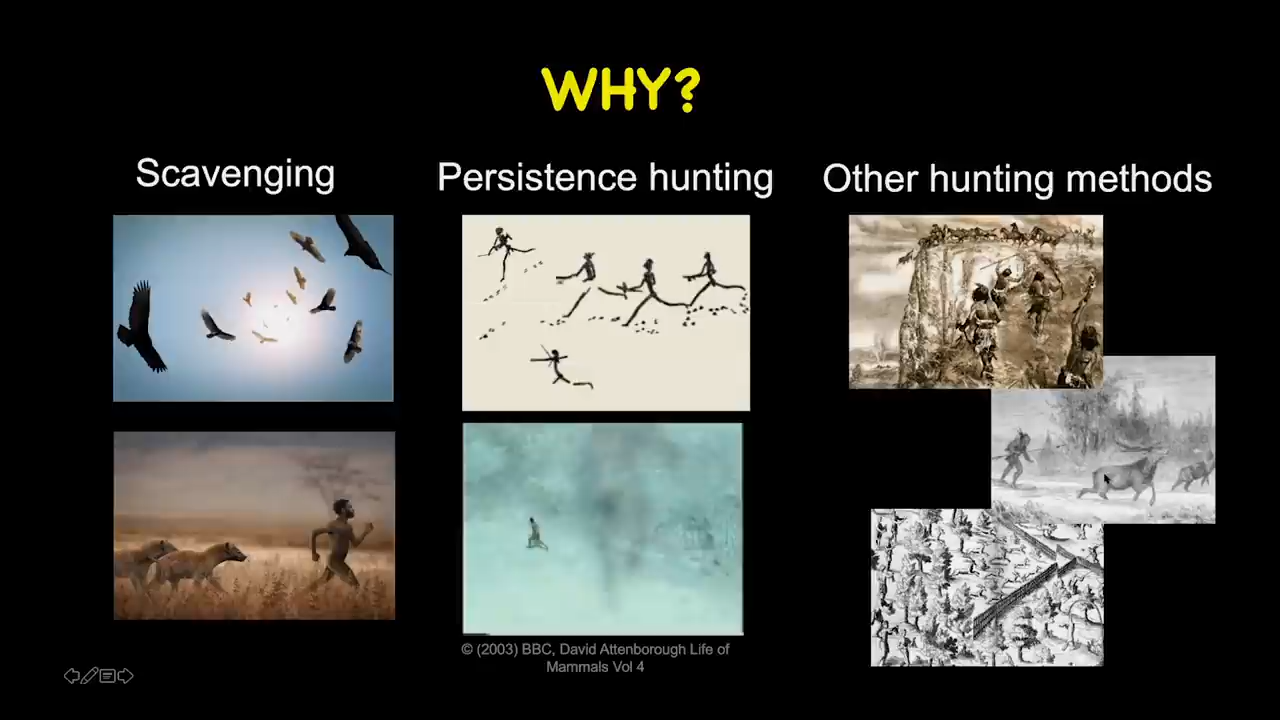 WHY?
Scavenging
Persistence hunting
Other hunting methods
© (2003) BBC, David Attenborough Life of
Mammals Vol 4